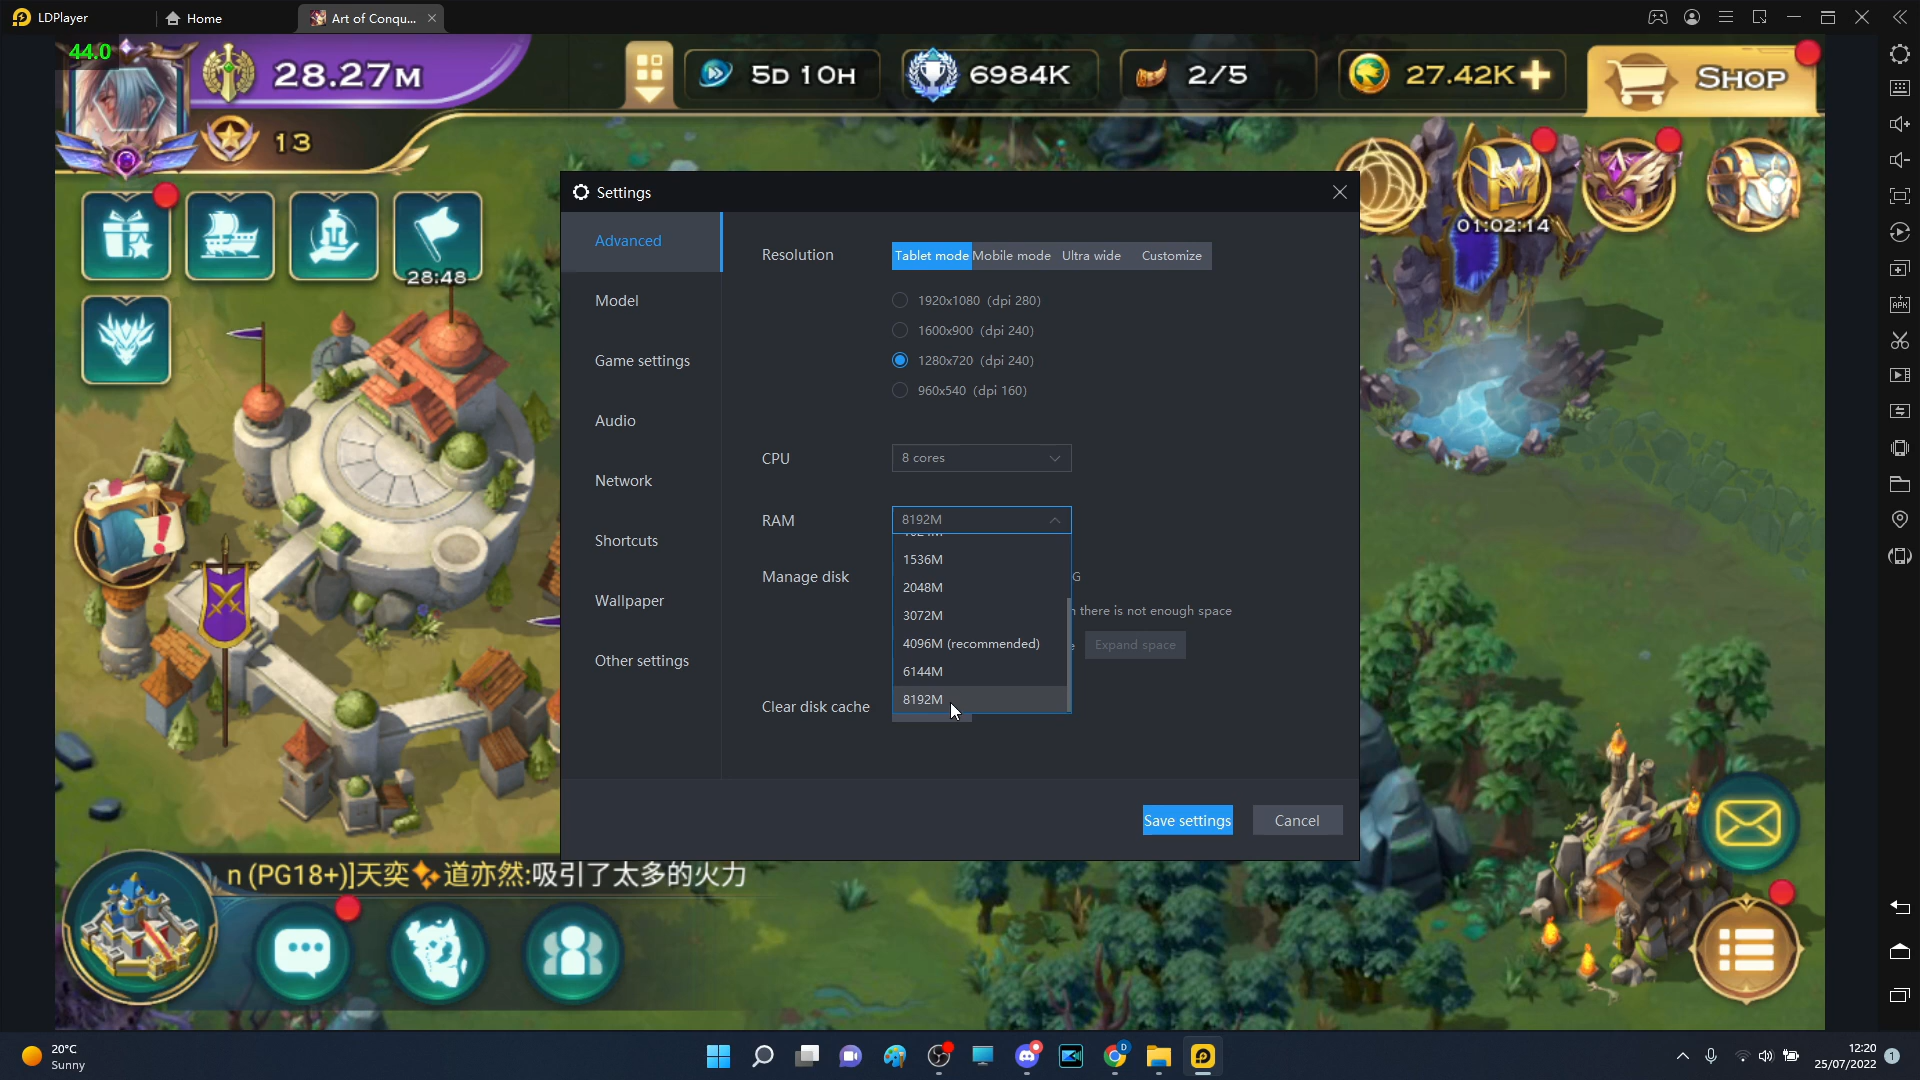 LDPlayer
Home
Art of Conqu...
44.0
28.27M
5D 10H
6984K
2/5
27.42K
SHOP
13
01:02:14
28:48
Settings
Advanced
Model
Game settings
Audio
Network
Shortcuts
Wallpaper
Other settings
Resolution
Tablet mode
Mobile mode
Ultra wide
Customize
1920x1080 (dpi 280)
1600x900 (dpi 240)
1280x720 (dpi 240)
960x540 (dpi 160)
CPU
8 cores
RAM
8192M
1536M
2048M
3072M
4096M (recommended)
6144M
8192M
Manage disk
G
there is not enough space
Expand space
Clear disk cache
Save settings
Cancel
n (PG18+)]天奕✨道亦然:吸引了太多的火力
APK
20°C
Sunny
D
12:20
25/07/2022
1